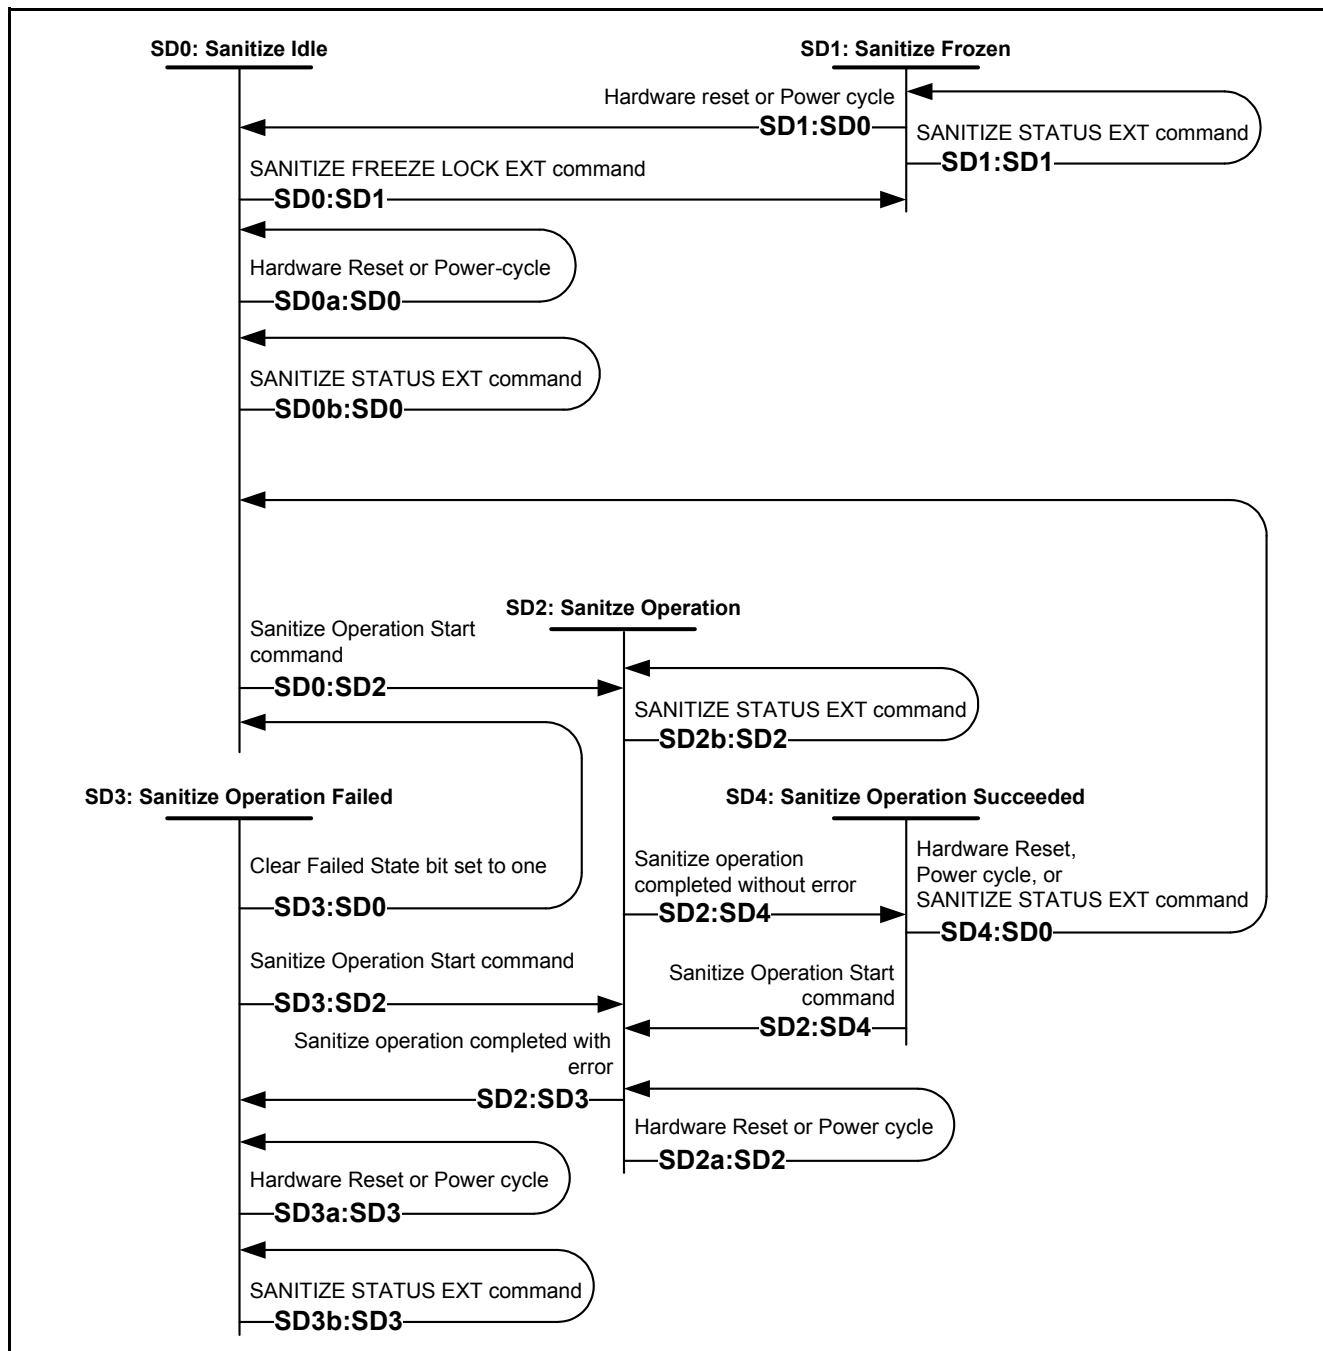 SD0: Sanitize Idle
SD1: Sanitize Frozen
Hardware reset or Power cycle
SD1:SD0
SANITIZE STATUS EXT command
SD1:SD1
SANITIZE FREEZE LOCK EXT command
SD0:SD1
Hardware Reset or Power-cycle
SD0a:SD0
SANITIZE STATUS EXT command
SD0b:SD0
SD2: Sanitze Operation
Sanitize Operation Start
command
SD0:SD2
SANITIZE STATUS EXT command
SD2b:SD2
SD3: Sanitize Operation Failed
SD4: Sanitize Operation Succeeded
Clear Failed State bit set to one
SD3:SD0
Sanitize operation
completed without error
SD2:SD4
Hardware Reset,
Power cycle, or
SANITIZE STATUS EXT command
SD4:SD0
Sanitize Operation Start command
SD3:SD2
Sanitize Operation Start
command
SD2:SD4
Sanitize operation completed with
error
SD2:SD3
Hardware Reset or Power cycle
SD2a:SD2
Hardware Reset or Power cycle
SD3a:SD3
SANITIZE STATUS EXT command
SD3b:SD3